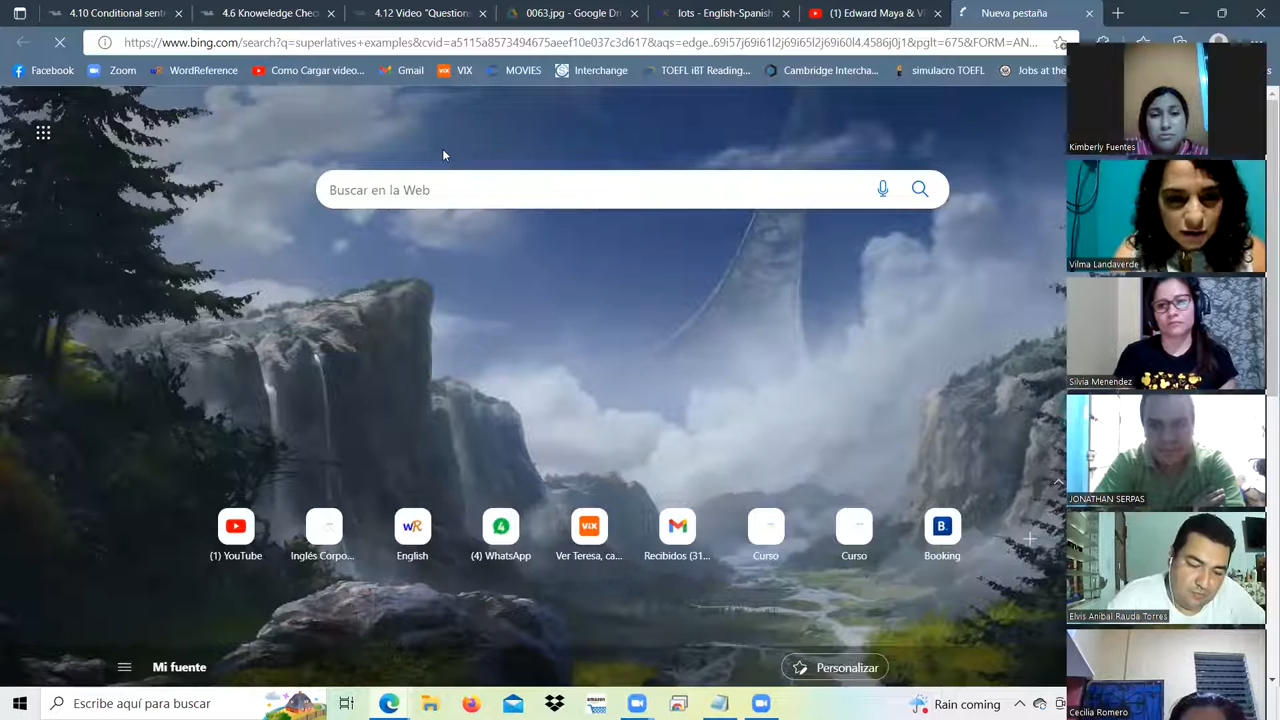 4.10 Conditional sent
4.6 Knowledge Chec
4.12 Video "Question
0063.jpg - Google Dri
lots - English-Spanish
(1) Edward Maya & Vi
Nueva pestaña
https://www.bing.com/search?q=superlatives+examples&cvid=a5115a8573494675aeef10e037c3d617&aqs=edge..69i57j69i61l2j69i65l2j69i60l4.4586j0j1&pglt=675&FORM=AN...
Facebook
Zoom
WordReference
Como Cargar video...
Gmail
VIX
MOVIES
Interchange
TOEFL iBT Reading...
Cambridge Intercha...
simulacro TOEFL
Jobs at the
Kimberly Fuentes
Buscar en la Web
Vilma Landaverde
Silvia Menendez
JONATHAN SERPAS
(1) YouTube
Inglés Corpo...
English
(4) WhatsApp
Ver Teresa, ca...
Recibidos (31...
Curso
Curso
Booking
Elvis Anibal Rauda Torres
Mi fuente
Personalizar
Escribe aquí para buscar
Rain coming
Cecilia Romero